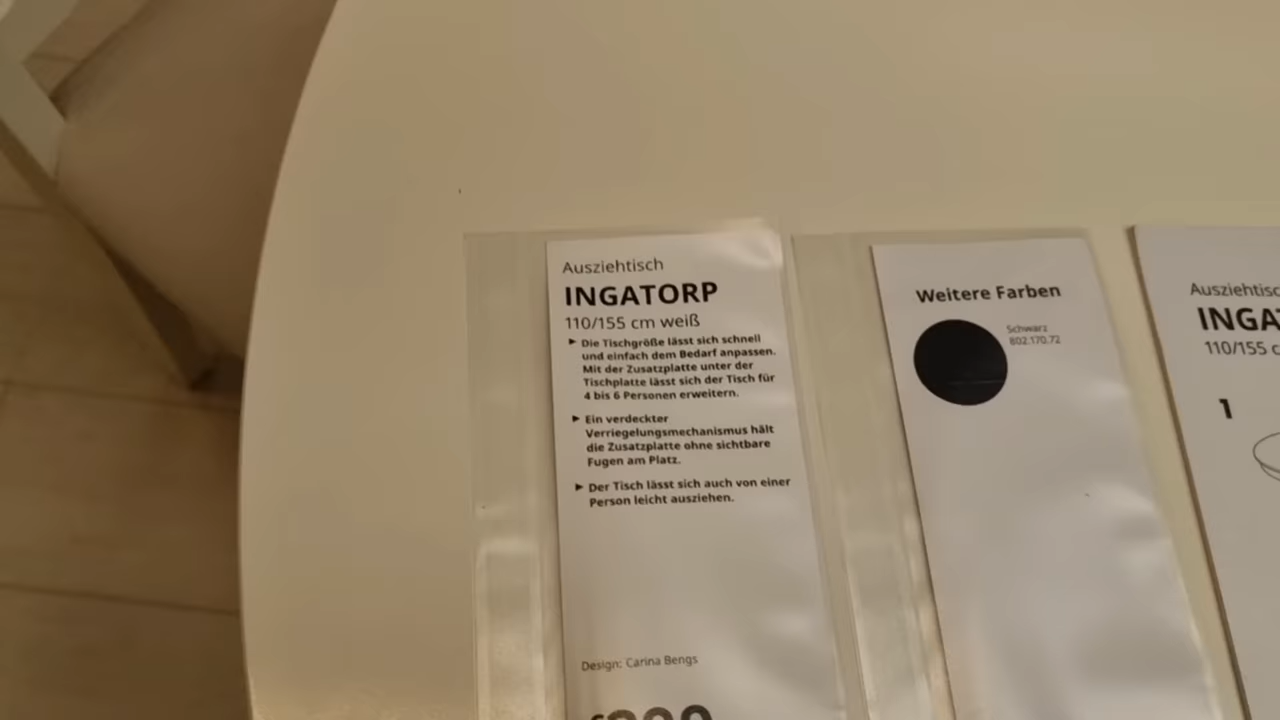 Ausziehtisch
INGATORP
110/155 cm weiß
► Die Tischgröße lässt sich schnell
und einfach dem Bedarf anpassen.
Mit der Zusatzplatte unter der
Tischplatte lässt sich der Tisch für
4 bis 6 Personen erweitern.
► Ein verdeckter
Verriegelungsmechanismus hält
die Zusatzplatte ohne sichtbare
Fugen am Platz.
► Der Tisch lässt sich auch von einer
Person leicht ausziehen.
Design: Carina Bengs
Weitere Farben
Schwarz
802.170.72
Ausziehtisc
INGA
110/155 c
1